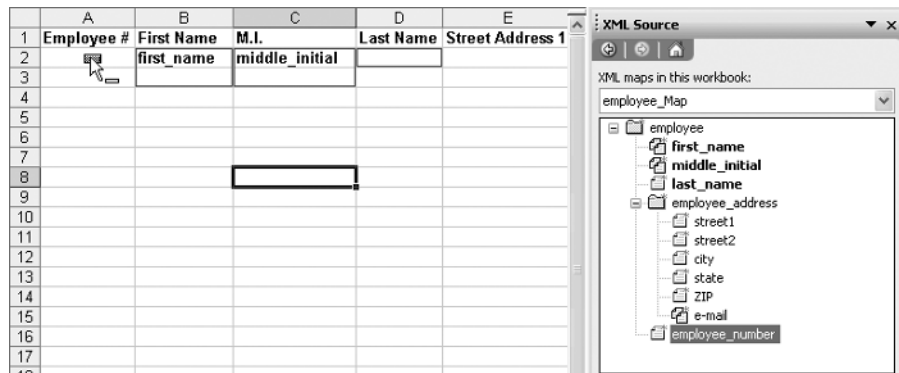 A B C D E
1 Employee # First Name M.I. Last Name Street Address 1
2 first_name middle_initial
3
4
5
6
7
8
9
10
11
12
13
14
15
16
17
XML Source
XML maps in this workbook:
employee_Map
employee
first_name
middle_initial
last_name
employee_address
street1
street2
city
state
ZIP
e-mail
employee_number